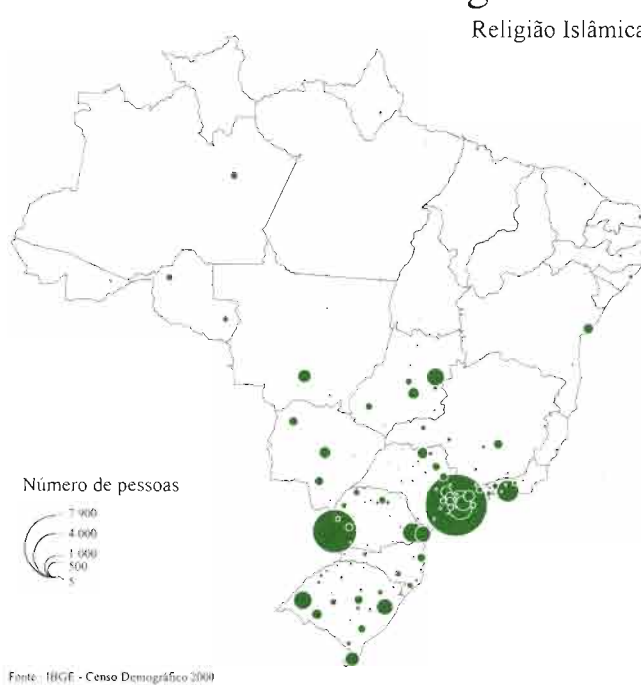 Religião Islâmica
Número de pessoas
7 900
4 000
1 000
500
5
Fonte : IBGE - Censo Demográfico 2000